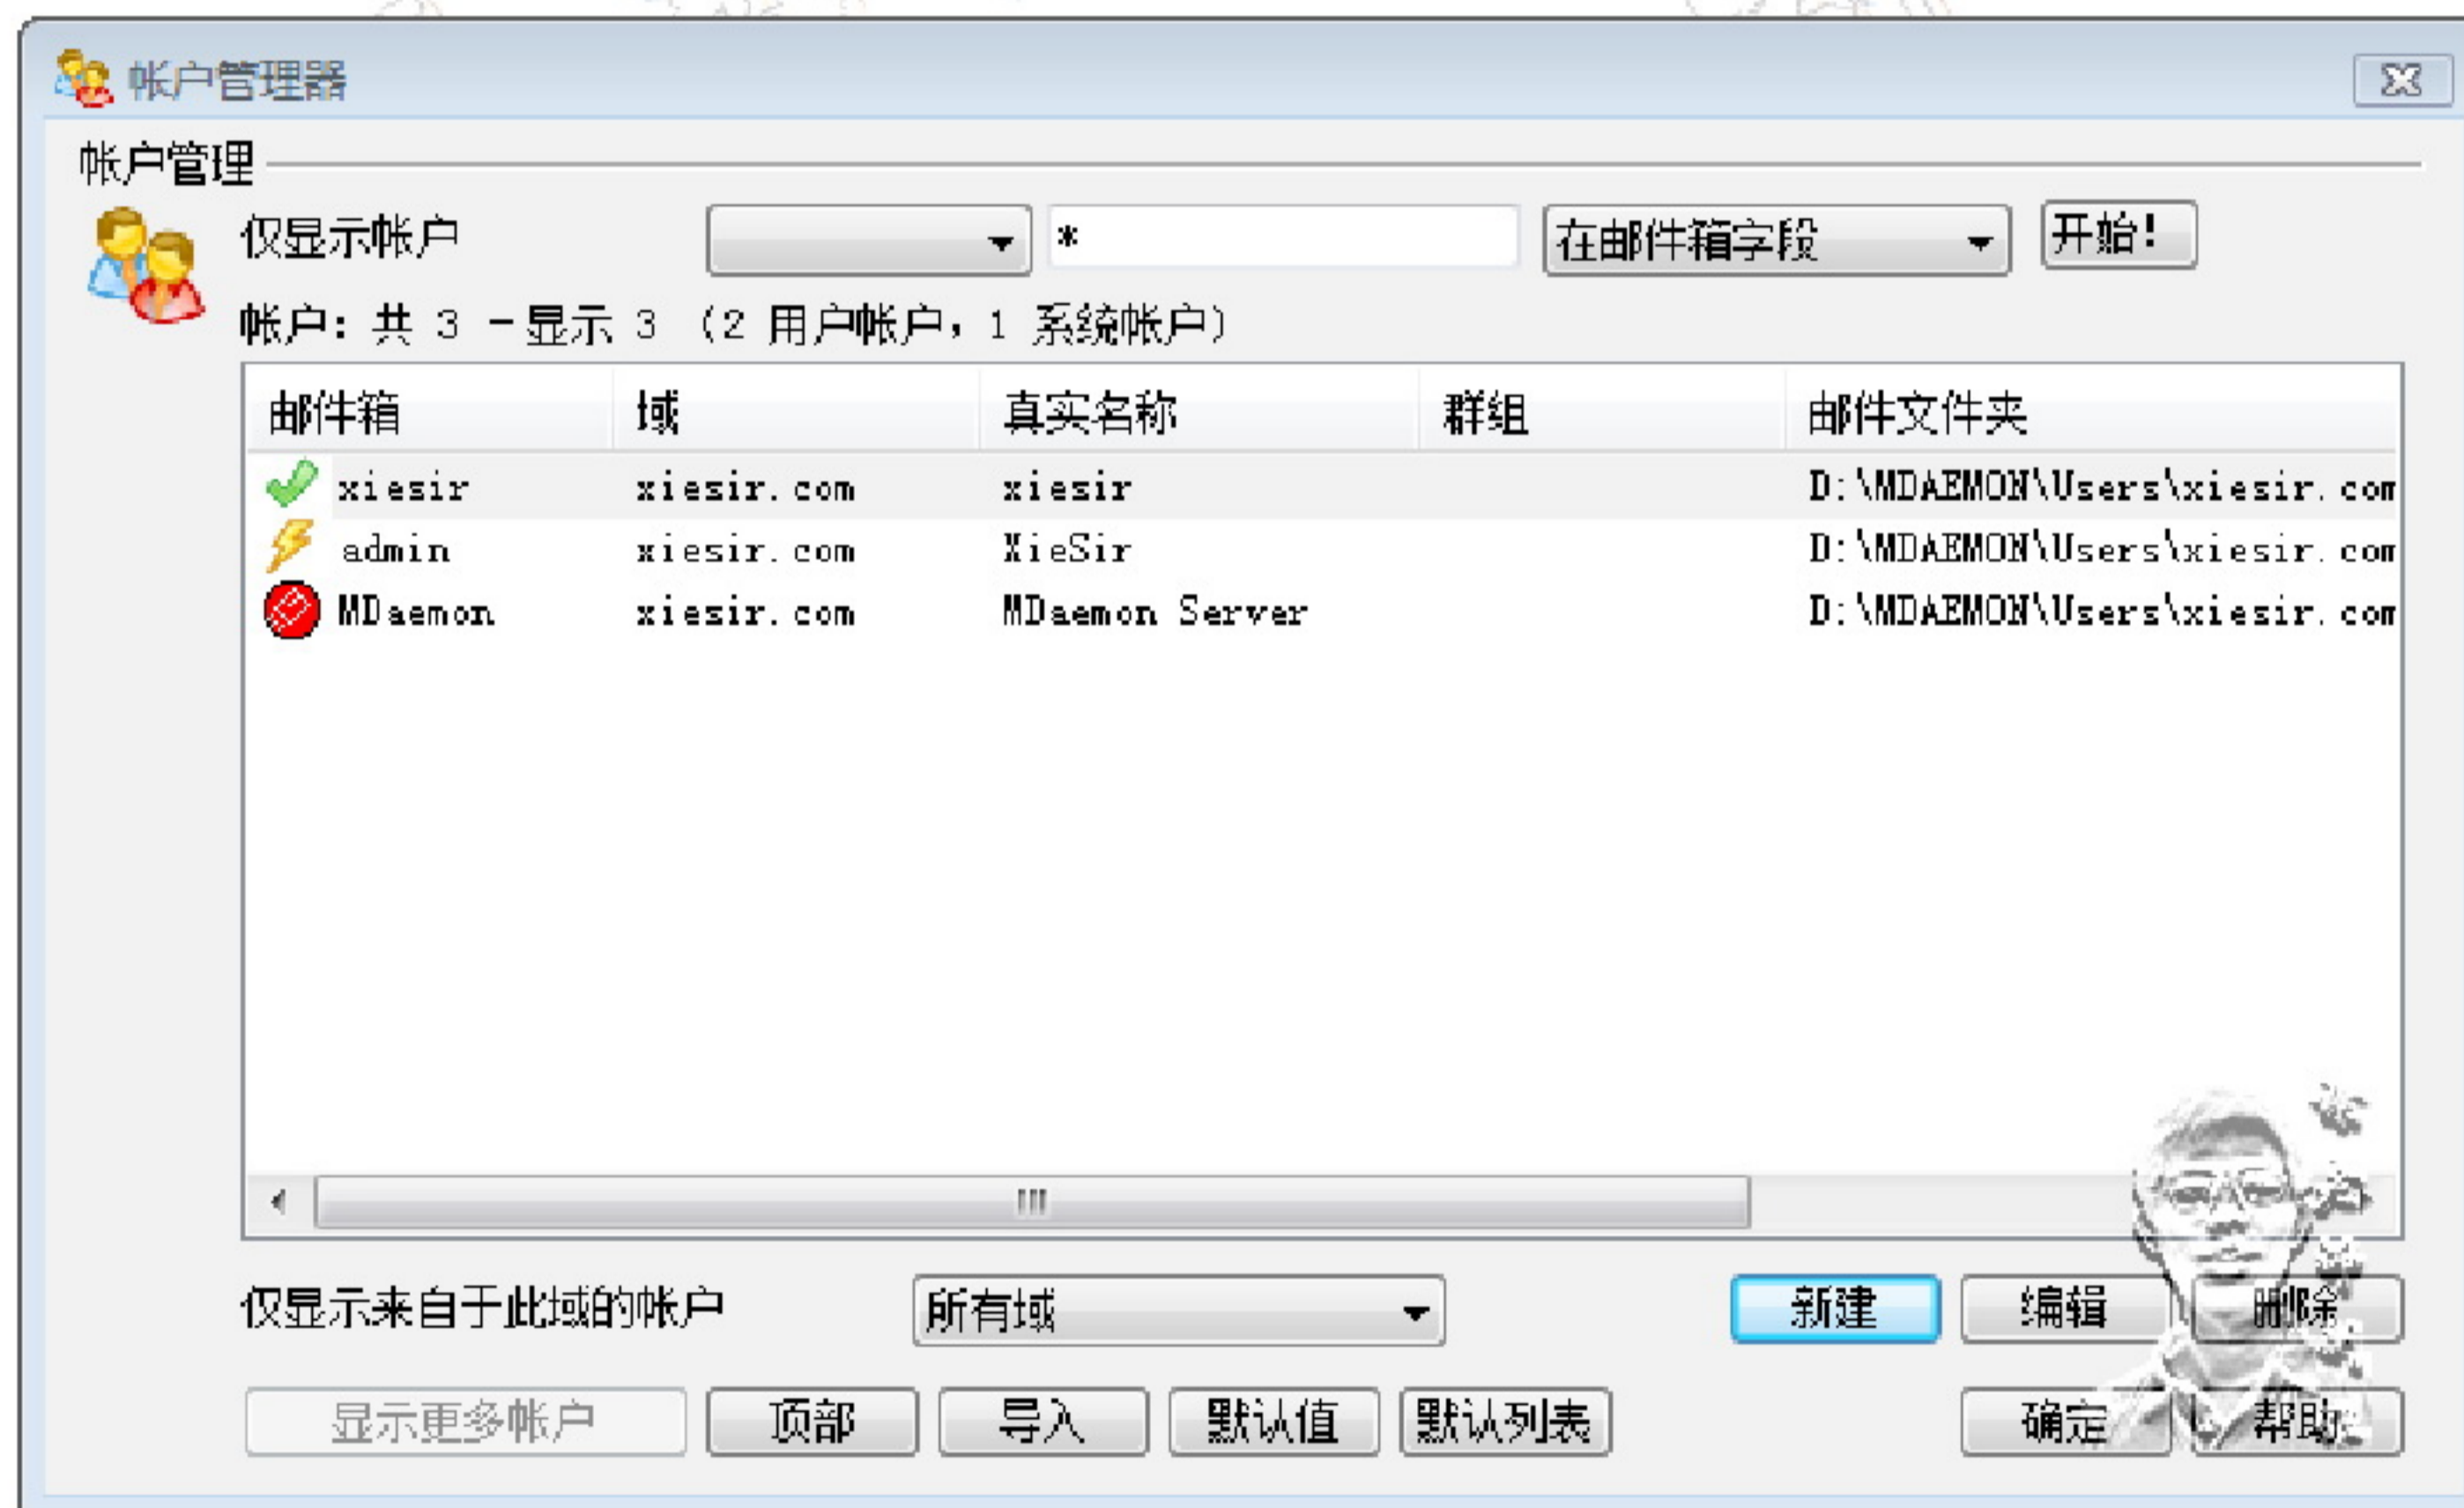 帐户管理器
帐户管理
仅显示帐户 * 在邮件箱字段 开始!
帐户: 共 3 - 显示 3 (2 用户帐户, 1 系统帐户)
邮件箱 域 真实名称 群组 邮件文件夹
xiesir xiesir.com xiesir D:\MDAEMON\Users\xiesir.com
admin xiesir.com XieSir D:\MDAEMON\Users\xiesir.com
MDaemon xiesir.com MDaemon Server D:\MDAEMON\Users\xiesir.com
仅显示来自于此域的帐户 所有域 新建 编辑 删除
显示更多帐户 顶部 导入 默认值 默认列表 确定 帮助